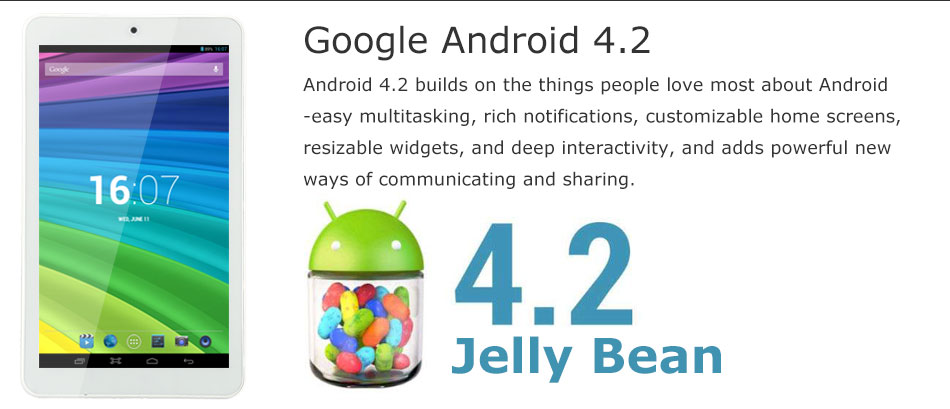 Google Android 4.2
Android 4.2 builds on the things people love most about Android
-easy multitasking, rich notifications, customizable home screens,
resizable widgets, and deep interactivity, and adds powerful new
ways of communicating and sharing.
4.2
Jelly Bean
16:07
Google
16:07
WED, JUNE 11